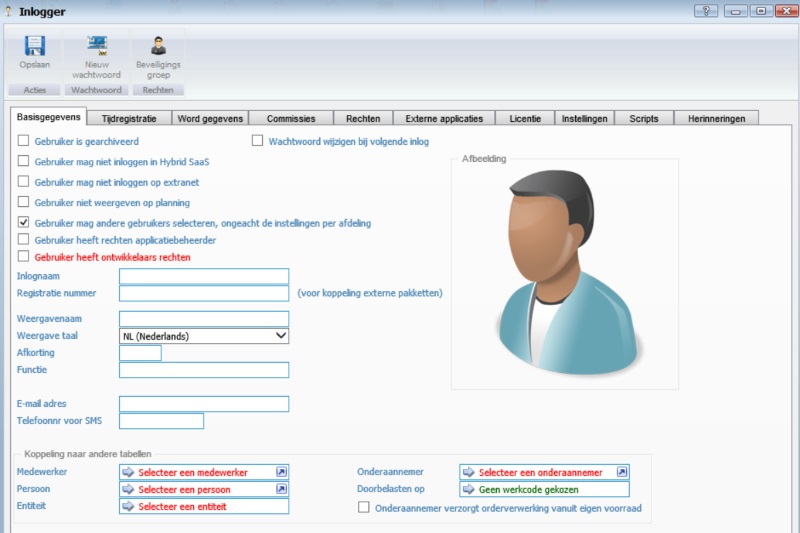 Inlogger
Opslaan
Nieuw wachtwoord
Beveiligings groep
Acties Wachtwoord Rechten
Basisgegevens Tijdregistratie Word gegevens Commissies Rechten Externe applicaties Licentie Instellingen Scripts Herinneringen
Gebruiker is gearchiveerd Wachtwoord wijzigen bij volgende inlog
Gebruiker mag niet inloggen in Hybrid SaaS
Gebruiker mag niet inloggen op extranet
Gebruiker niet weergeven op planning
Gebruiker mag andere gebruikers selecteren, ongeacht de instellingen per afdeling
Gebruiker heeft rechten applicatiebeheerder
Gebruiker heeft ontwikkelaars rechten
Afbeelding
Inlognaam
Registratie nummer (voor koppeling externe pakketten)
Weergavenaam
Weergave taal NL (Nederlands)
Afkorting
Functie
E-mail adres
Telefoonnr voor SMS
Koppeling naar andere tabellen
Medewerker Selecteer een medewerker Onderaannemer Selecteer een onderaannemer
Persoon Selecteer een persoon Doorbelasten op Geen werkcode gekozen
Entiteit Selecteer een entiteit Onderaannemer verzorgt orderverwerking vanuit eigen voorraad